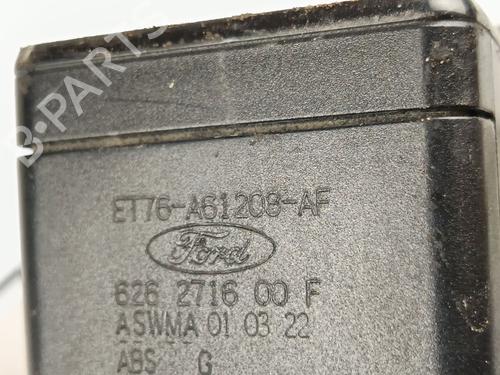 B-PARTS
ET76-A61208-AF
Ford
626 2716 00 F
ASWMA 01 03 22
ABS G